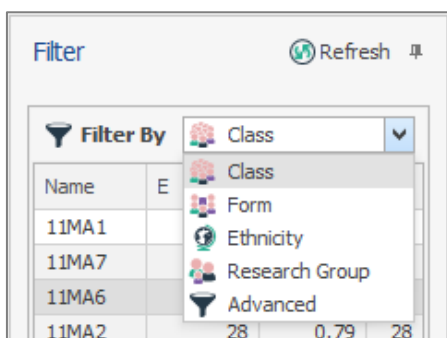 Filter Refresh
Filter By Class
Name E Class
11MA1 Form
11MA7 Ethnicity
11MA6 Research Group
Advanced
11MA2 28 0.79 28